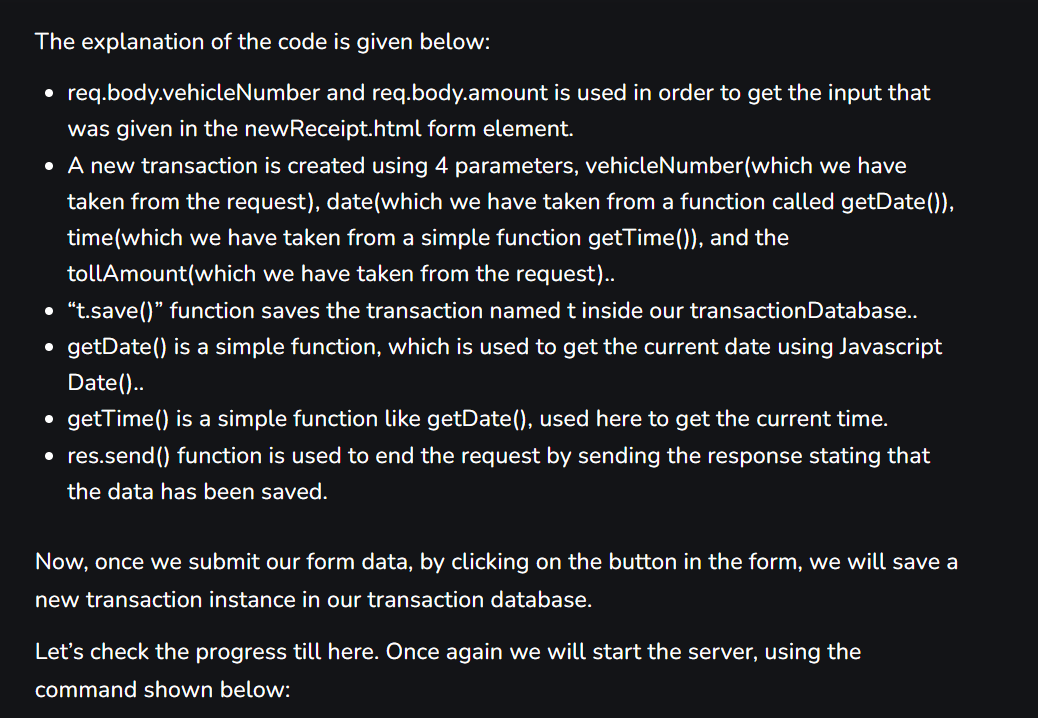 The explanation of the code is given below:
• req.body.vehicleNumber and req.body.amount is used in order to get the input that
was given in the newReceipt.html form element.
• A new transaction is created using 4 parameters, vehicleNumber(which we have
taken from the request), date(which we have taken from a function called getDate()),
time(which we have taken from a simple function getTime()), and the
tollAmount(which we have taken from the request)..
• “t.save()” function saves the transaction named t inside our transactionDatabase..
• getDate() is a simple function, which is used to get the current date using Javascript
Date()..
• getTime() is a simple function like getDate(), used here to get the current time.
• res.send() function is used to end the request by sending the response stating that
the data has been saved.
Now, once we submit our form data, by clicking on the button in the form, we will save a
new transaction instance in our transaction database.
Let’s check the progress till here. Once again we will start the server, using the
command shown below: